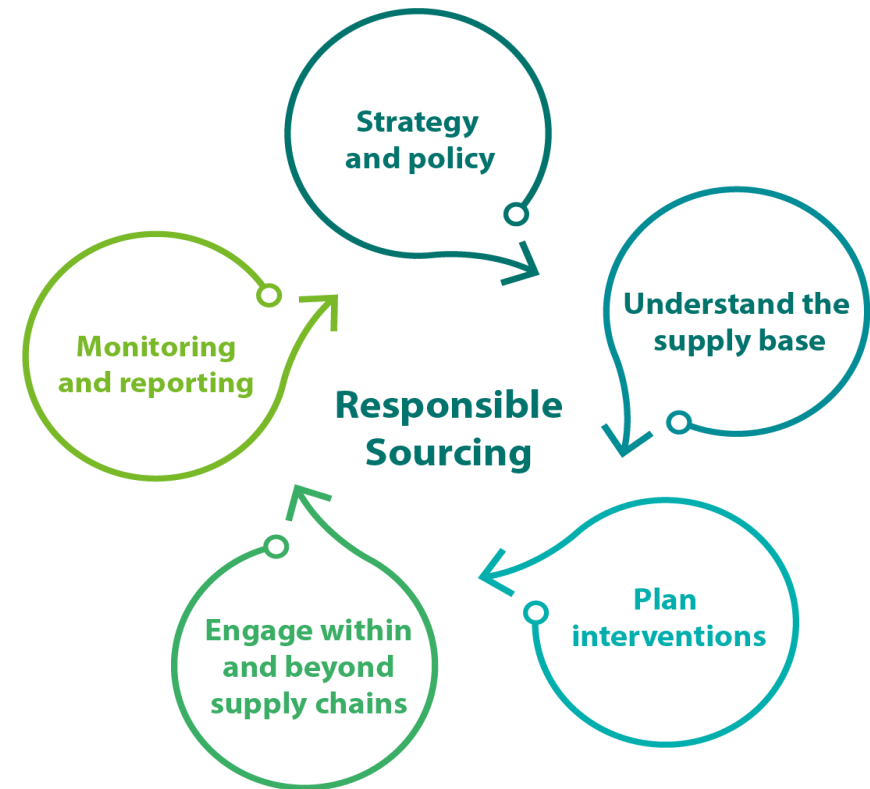 Strategy
and policy
Understand the
supply base
Plan
interventions
Engage within
and beyond
supply chains
Monitoring
and reporting
Responsible
Sourcing